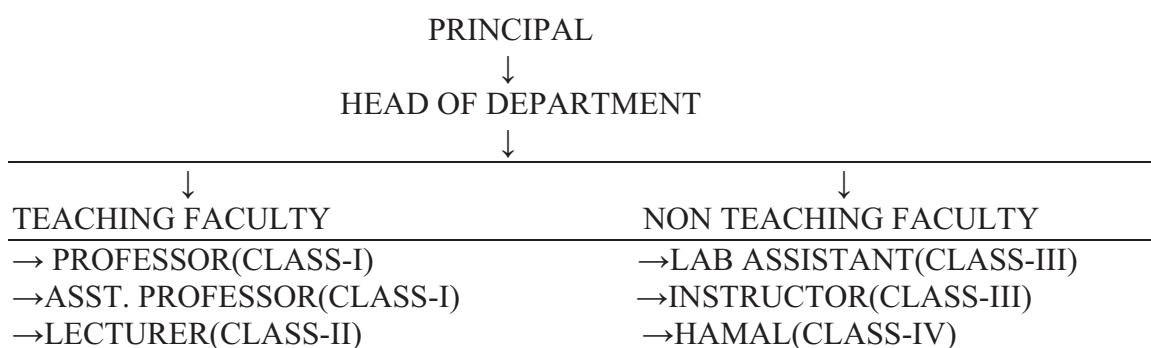 PRINCIPAL
↓
HEAD OF DEPARTMENT
↓
↓ ↓
TEACHING FACULTY NON TEACHING FACULTY
→ PROFESSOR(CLASS-I) →LAB ASSISTANT(CLASS-III)
→ASST. PROFESSOR(CLASS-I) →INSTRUCTOR(CLASS-III)
→LECTURER(CLASS-II) →HAMAL(CLASS-IV)